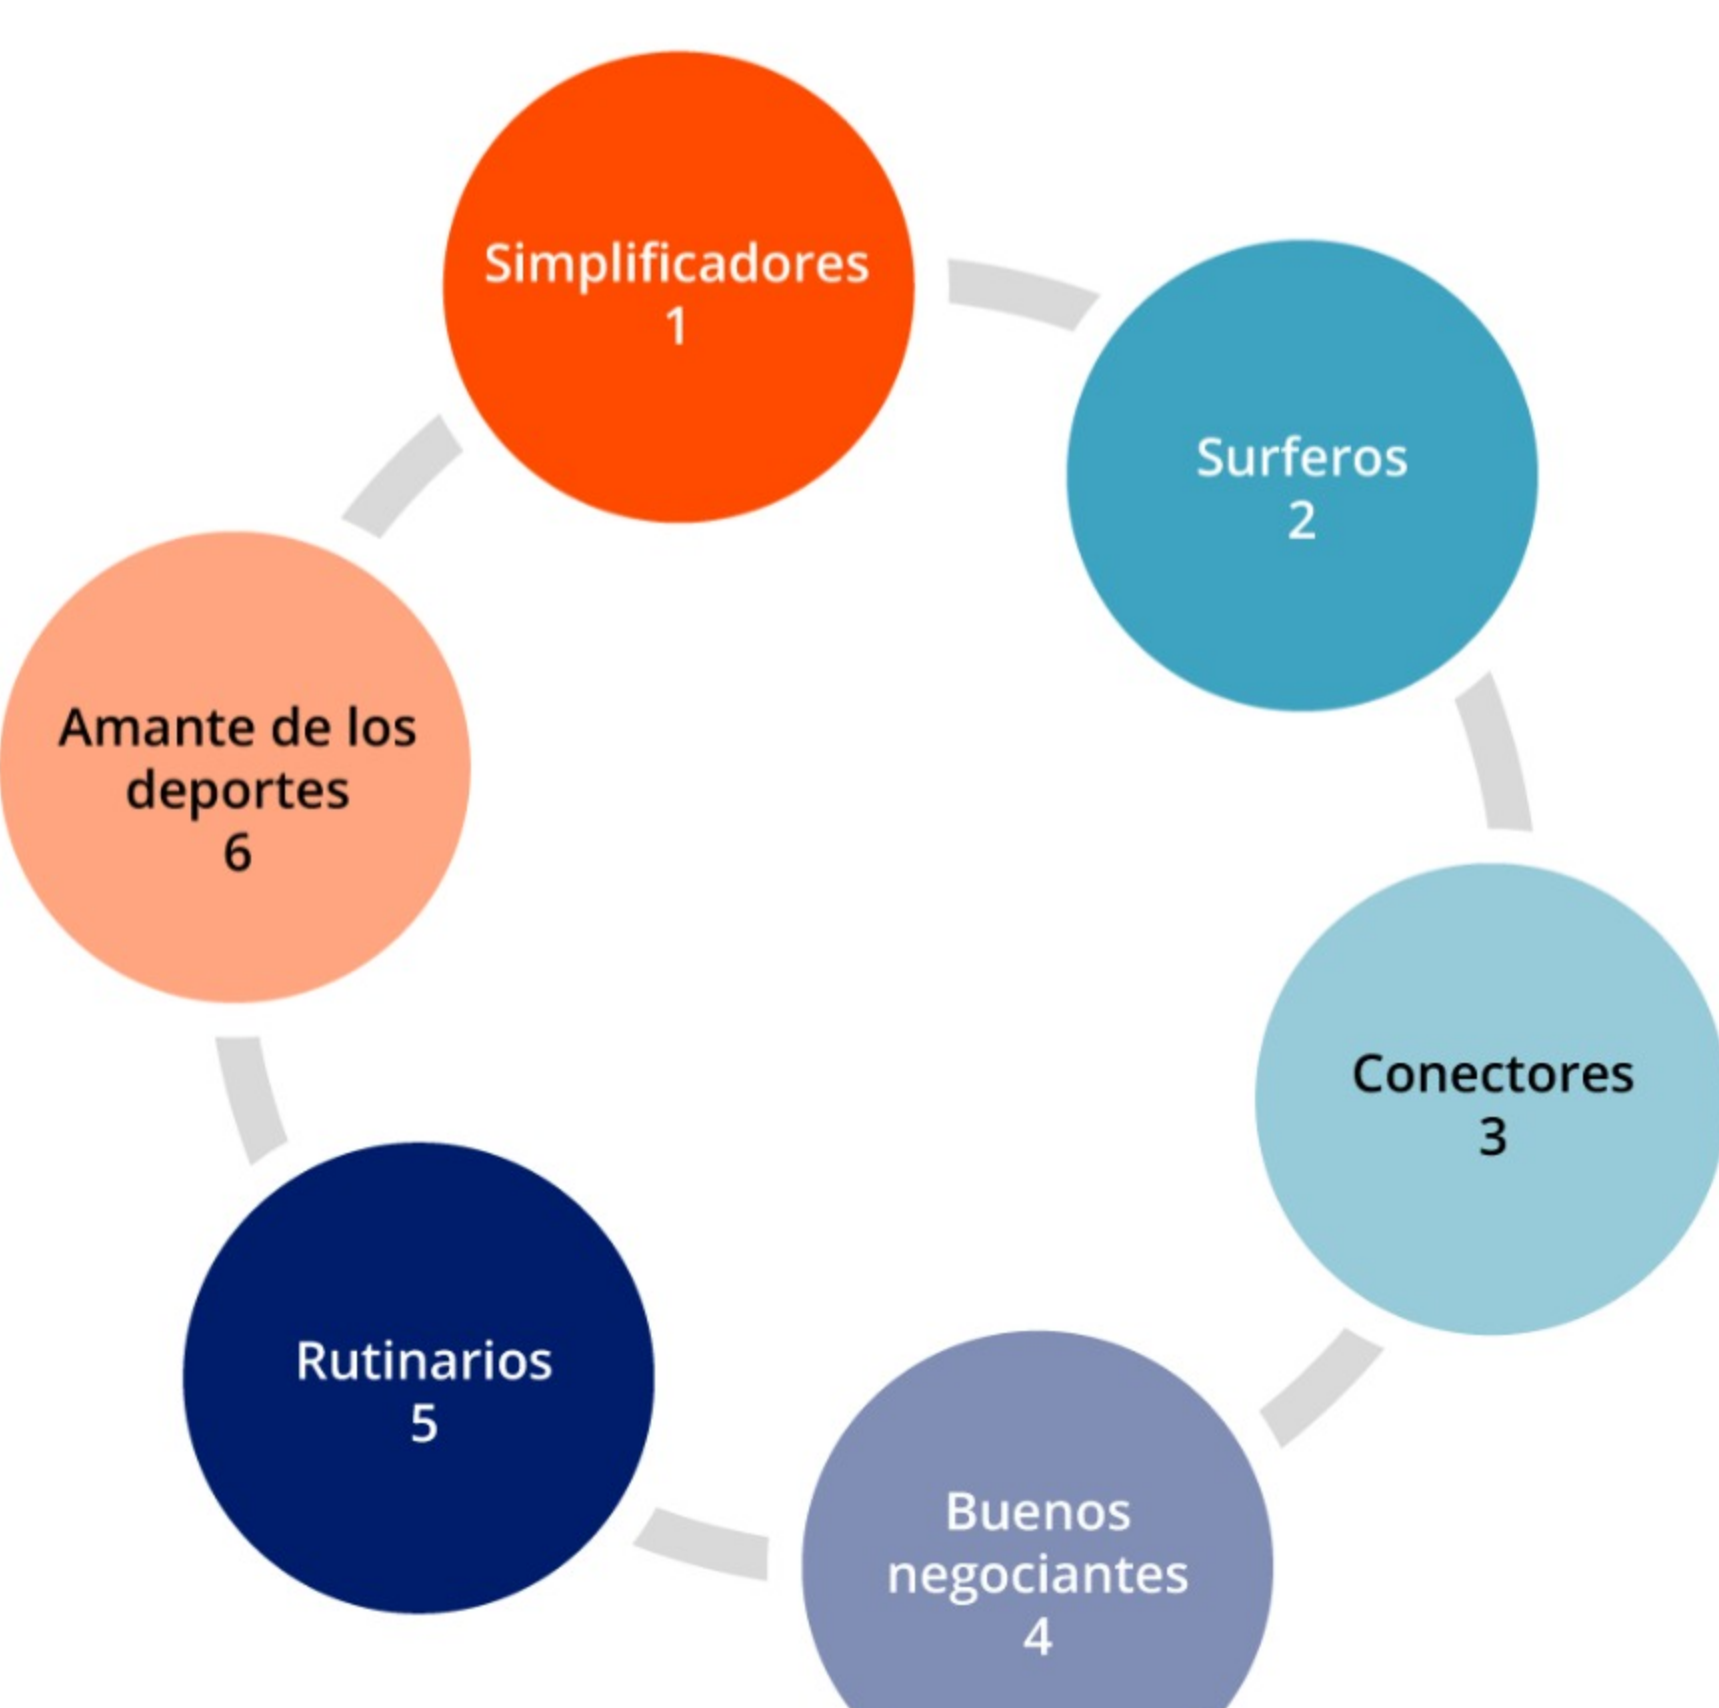 Simplificadores
1
Surferos
2
Conectores
3
Buenos
negociantes
4
Rutinarios
5
Amante de los
deportes
6